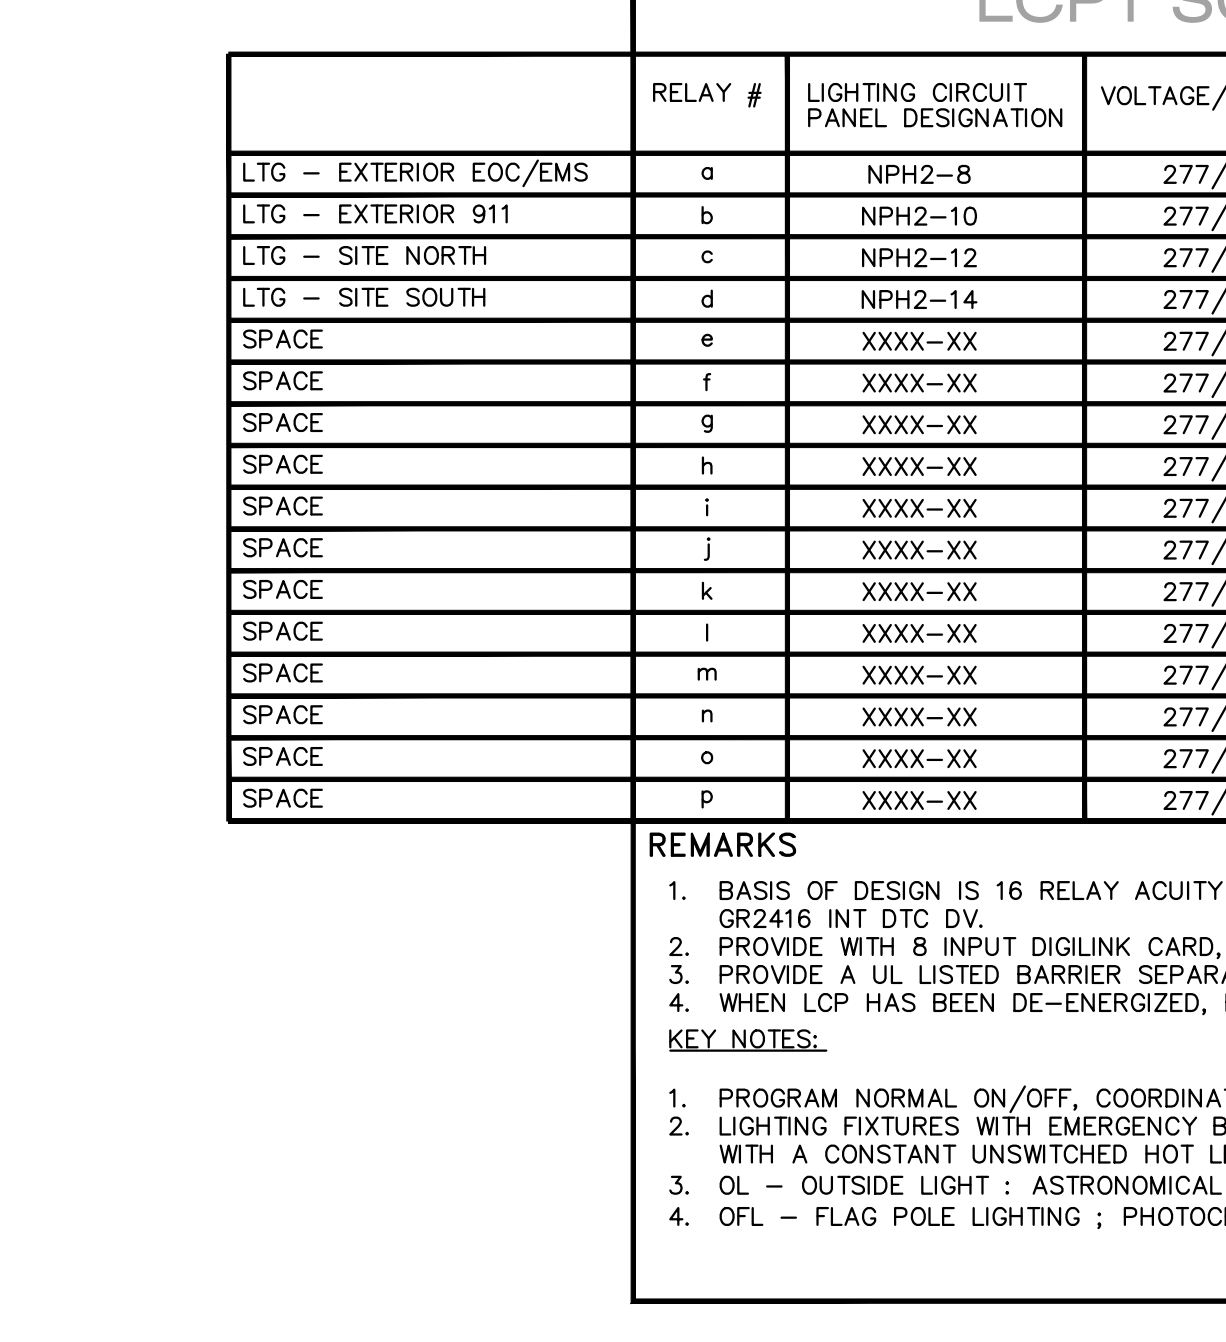 RELAY # LIGHTING CIRCUIT PANEL DESIGNATION VOLTAGE/
LTG – EXTERIOR EOC/EMS a NPH2–8 277/
LTG – EXTERIOR 911 b NPH2–10 277/
LTG – SITE NORTH c NPH2–12 277/
LTG – SITE SOUTH d NPH2–14 277/
SPACE e XXXX–XX 277/
SPACE f XXXX–XX 277/
SPACE g XXXX–XX 277/
SPACE h XXXX–XX 277/
SPACE i XXXX–XX 277/
SPACE j XXXX–XX 277/
SPACE k XXXX–XX 277/
SPACE l XXXX–XX 277/
SPACE m XXXX–XX 277/
SPACE n XXXX–XX 277/
SPACE o XXXX–XX 277/
SPACE p XXXX–XX 277/
REMARKS
1. BASIS OF DESIGN IS 16 RELAY ACUITY
GR2416 INT DTC DV.
2. PROVIDE WITH 8 INPUT DIGILINK CARD,
3. PROVIDE A UL LISTED BARRIER
4. WHEN LCP HAS BEEN DE–ENERGIZED,
KEY NOTES:
1. PROGRAM NORMAL ON/OFF,
2. LIGHTING FIXTURES WITH EMERGENCY
WITH A CONSTANT UNSWITCHED HOT
3. OL – OUTSIDE LIGHT : ASTRONOMICAL
4. OFL – FLAG POLE LIGHTING ;